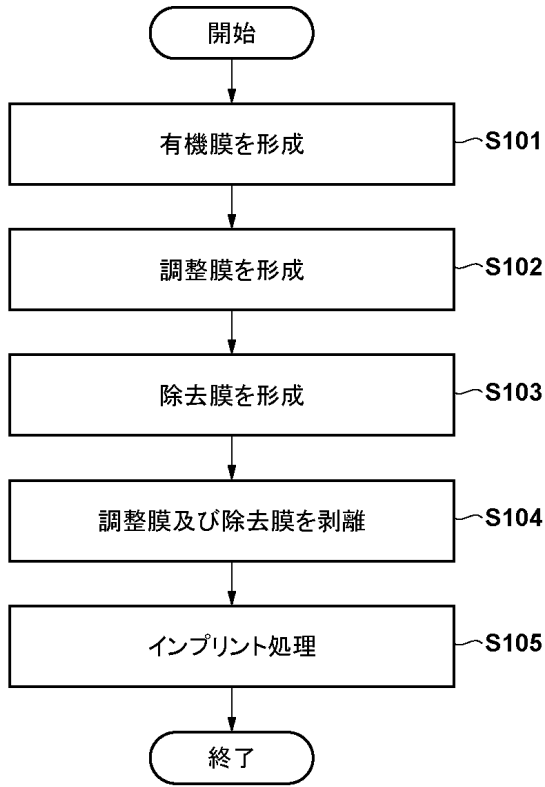 開始
有機膜を形成
S101
調整膜を形成
S102
除去膜を形成
S103
調整膜及び除去膜を剥離
S104
インプリント処理
S105
終了